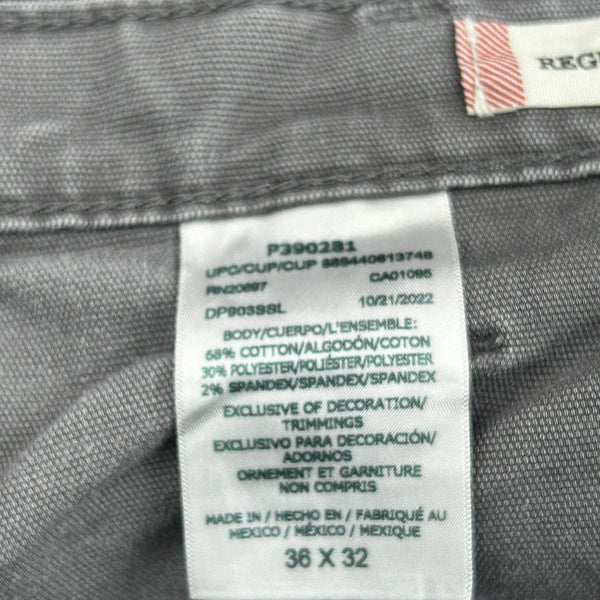 REGU
P390281
UPC/CUP/CUP 889440613748
RN20697 CA01095
DP903SSL 10/21/2022
BODY/CUERPO/L'ENSEMBLE:
68% COTTON/ALGODÓN/COTON
30% POLYESTER/POLIÉSTER/POLYESTER
2% SPANDEX/SPANDEX/SPANDEX
EXCLUSIVE OF DECORATION/
TRIMMINGS
EXCLUSIVO PARA DECORACIÓN/
ADORNOS
ORNEMENT ET GARNITURE
NON COMPRIS
MADE IN / HECHO EN / FABRIQUÉ AU
MEXICO / MÉXICO / MEXIQUE
36 X 32